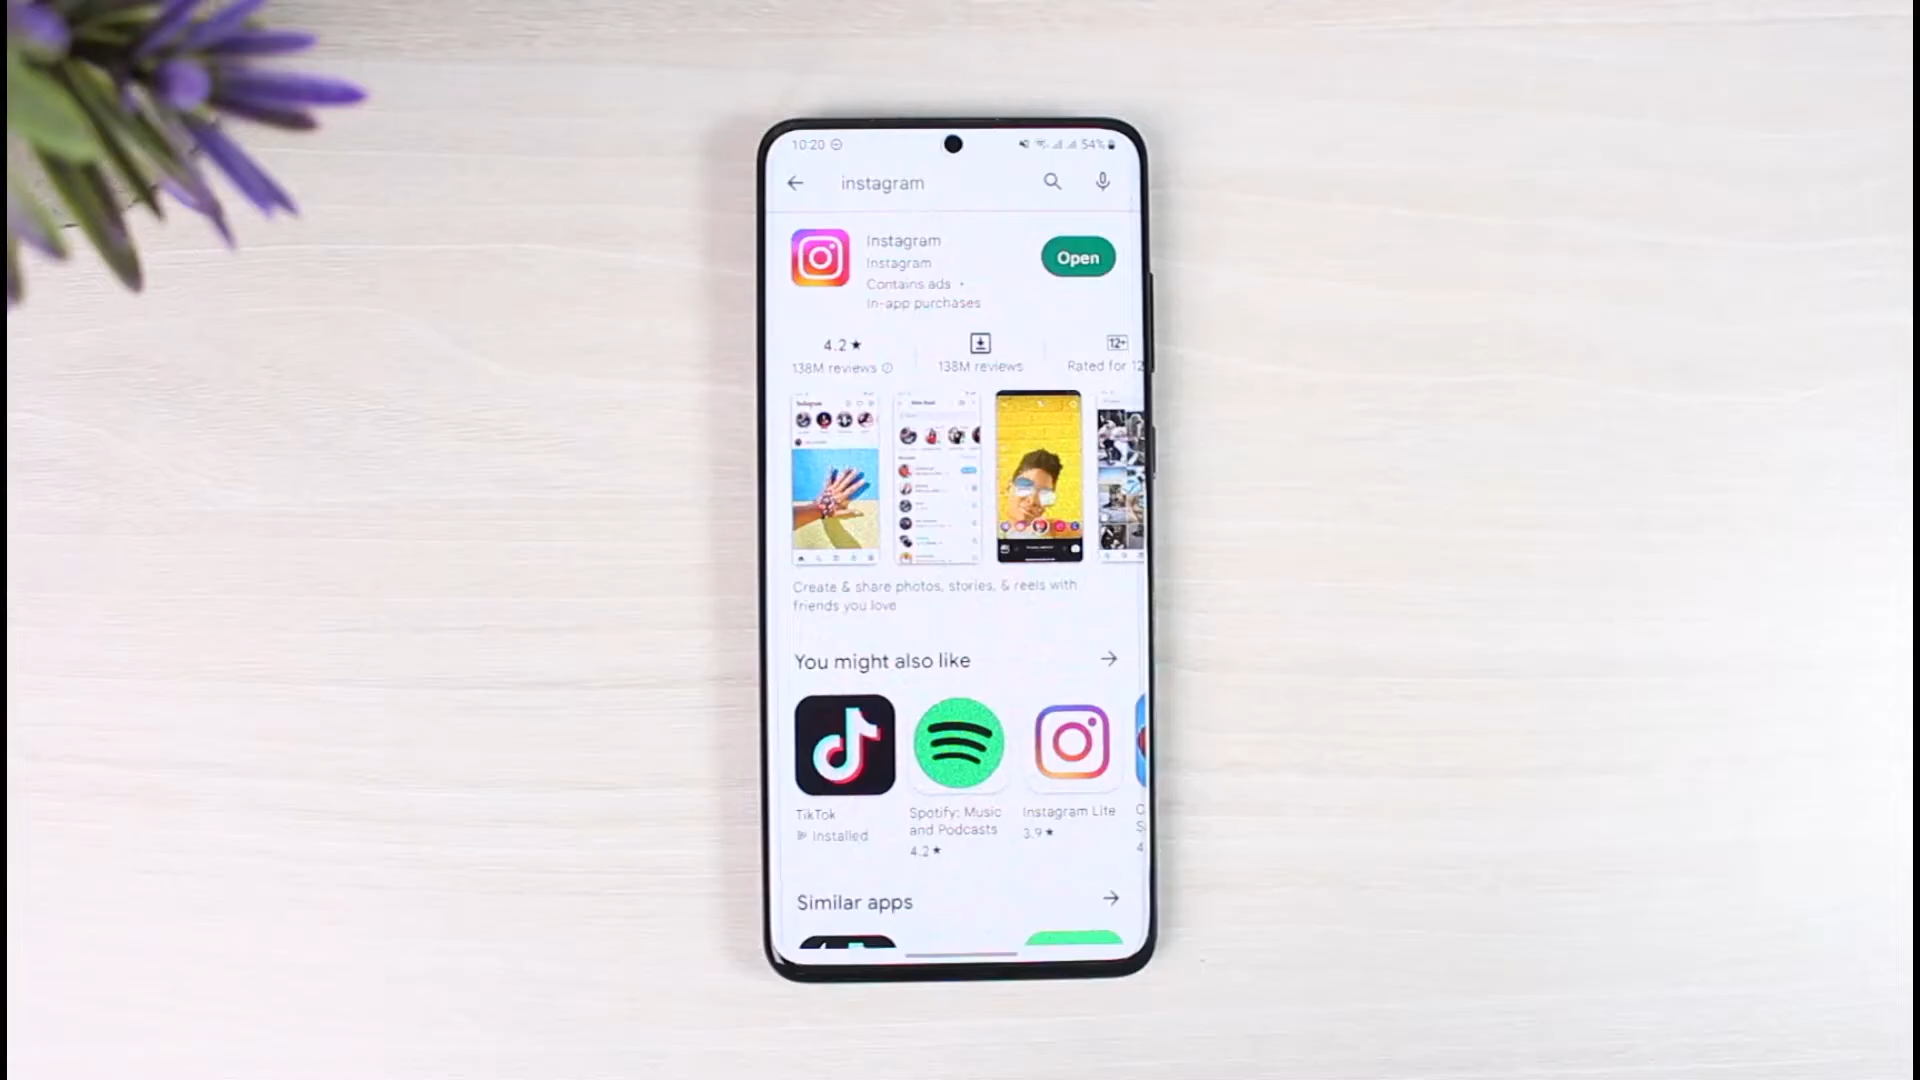 10:20
54%
instagram
Instagram
Instagram
Contains ads •
In-app purchases
Open
4.2★
138M reviews
138M reviews
12+
Rated for 12
Create & share photos, stories, & reels with
friends you love
You might also like
TikTok
Installed
Spotify: Music
and Podcasts
4.2★
Instagram Lite
3.9★
Similar apps